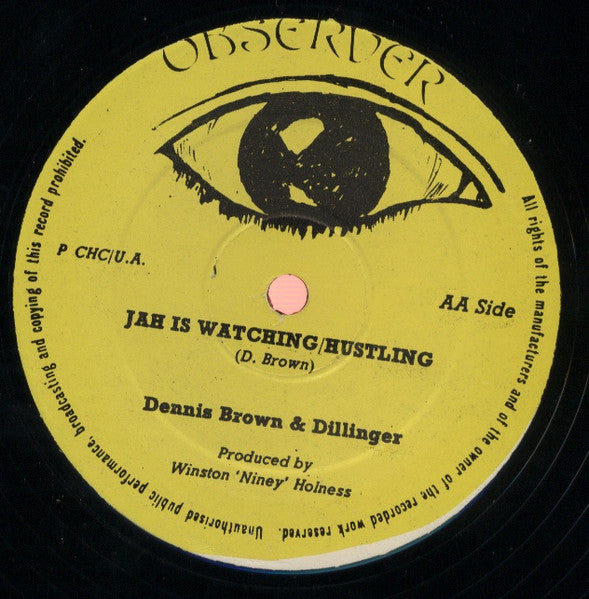 OBSERVER
P CHC/U.A.
AA Side
JAH IS WATCHING/HUSTLING
(D. Brown)
Dennis Brown & Dillinger
Produced by
Winston 'Niney' Holness
All rights of the manufacturers and of the owner of the recorded work reserved. Unauthorised public performance, broadcasting and copying of this record prohibited.